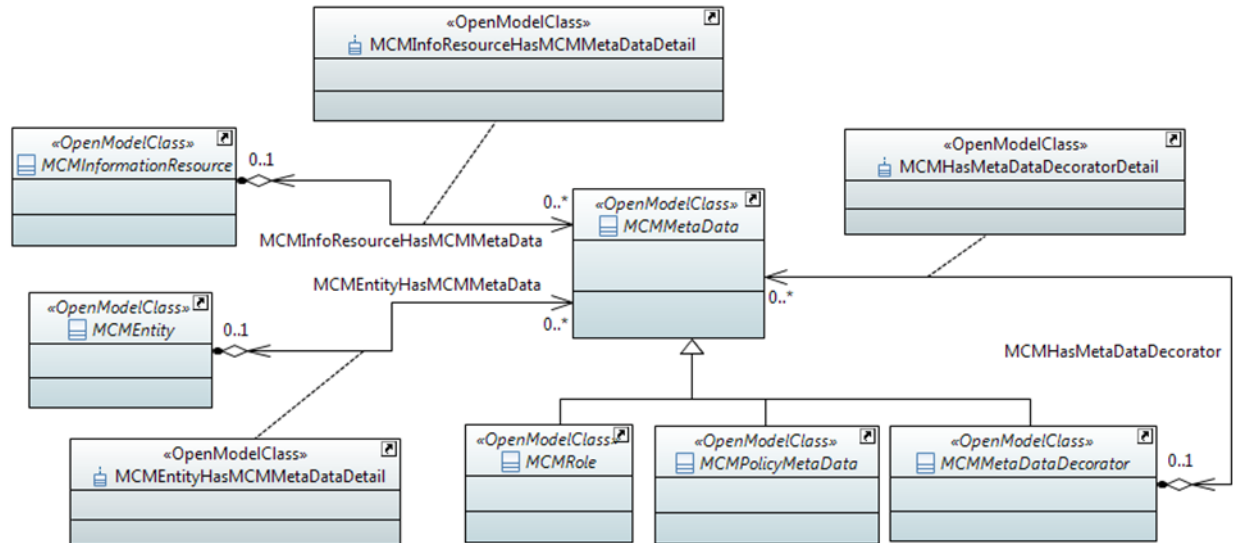 «OpenModelClass»
MCMInfoResourceHasMCMMetaDataDetail
«OpenModelClass»
MCMInformationResource
0..1
«OpenModelClass»
MCMHasMetaDataDecoratorDetail
0..*
«OpenModelClass»
MCMMetaData
MCMInfoResourceHasMCMMetaData
MCMEntityHasMCMMetaData
0..*
0..*
«OpenModelClass»
MCMEntity
0..1
MCMHasMetaDataDecorator
«OpenModelClass»
MCMEntityHasMCMMetaDataDetail
«OpenModelClass»
MCMRole
«OpenModelClass»
MCMPolicyMetaData
«OpenModelClass»
MCMMetaDataDecorator
0..1